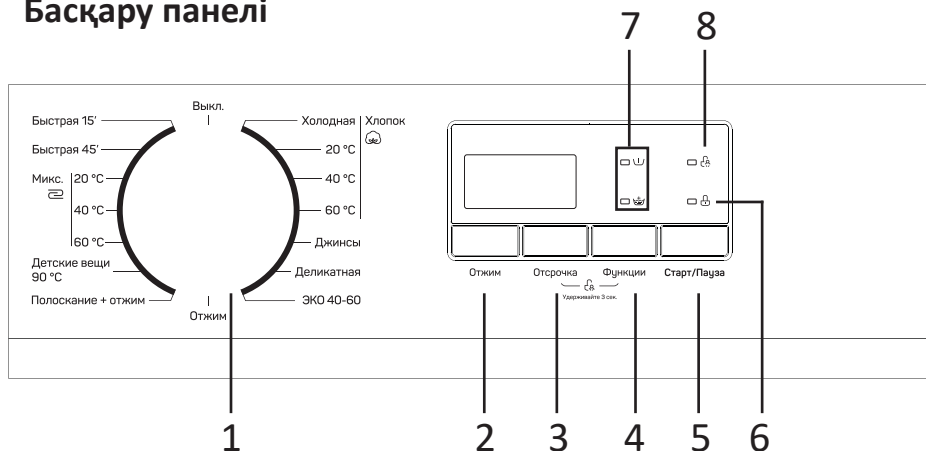 Басқару панелі
7 8
Выкл.
Быстрая 15’
Быстрая 45’
Микс. 20 °C
40 °C
60 °C
Детские вещи
90 °C
Полоскание + отжим
Отжим
Холодная Хлопок
20 °C
40 °C
60 °C
Джинсы
Деликатная
ЭКО 40-60
Отжим Отсрочка Функции Старт/Пауза
Удерживайте 3 сек.
1 2 3 4 5 6